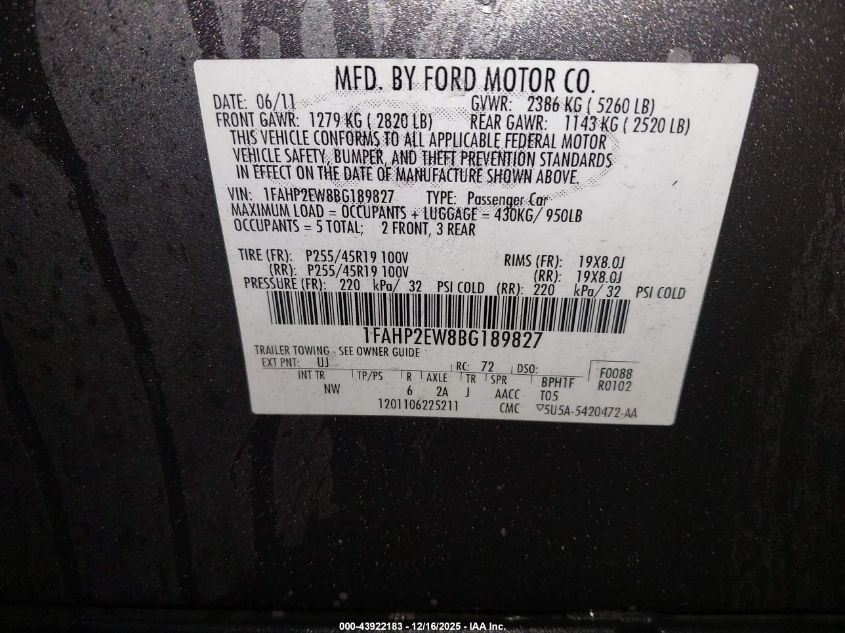 MFD. BY FORD MOTOR CO.
DATE: 06/11 GVWR: 2386 KG ( 5260 LB)
FRONT GAWR: 1279 KG ( 2820 LB) REAR GAWR: 1143 KG ( 2520 LB)
THIS VEHICLE CONFORMS TO ALL APPLICABLE FEDERAL MOTOR
VEHICLE SAFETY, BUMPER, AND THEFT PREVENTION STANDARDS
IN EFFECT ON THE DATE OF MANUFACTURE SHOWN ABOVE.
VIN: 1FAHP2EW8BG189827 TYPE: Passenger Car
MAXIMUM LOAD = OCCUPANTS + LUGGAGE = 430KG/ 950LB
OCCUPANTS = 5 TOTAL; 2 FRONT, 3 REAR
TIRE (FR): P255/45R19 100V RIMS (FR): 19X8.0J
(RR): P255/45R19 100V (RR): 19X8.0J
PRESSURE (FR): 220 kPa/ 32 PSI COLD (RR): 220 kPa/ 32 PSI COLD
1FAHP2EW8BG189827
TRAILER TOWING - SEE OWNER GUIDE
EXT PNT: UJ RC: 72 DSO: F0088
R0102
INT TR TP/PS R AXLE TR SPR BPH1F
NW 6 2A J AACC T05
1201106225211 CMC ▽5U5A-5420472-AA
000-43922183 - 12/16/2025 - IAA Inc.